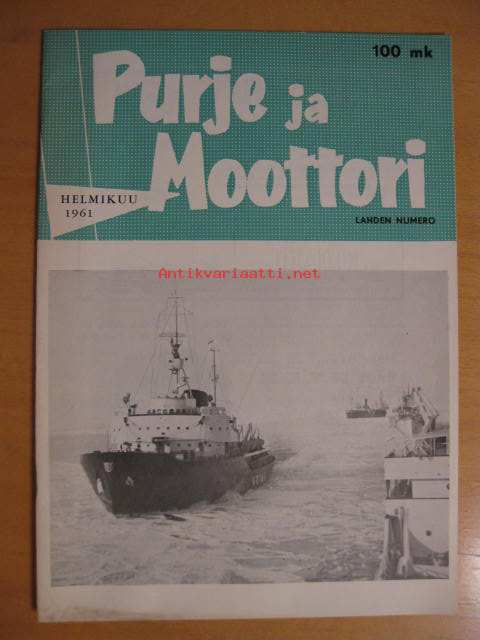 100 mk
Purje ja
Moottori
HELMIKUU
1961
LAHDEN NUMERO
Antikvariaatti.net